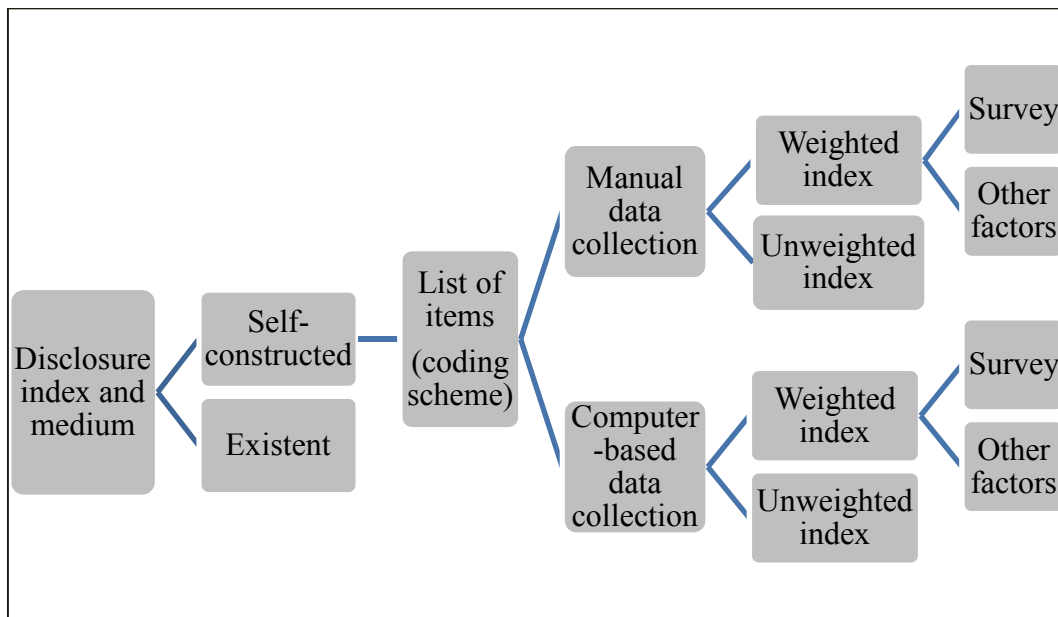 Disclosure
index and
medium
Self-
constructed
Existent
List of
items
(coding
scheme)
Manual
data
collection
Weighted
index
Survey
Other
factors
Unweighted
index
Computer
-based
data
collection
Weighted
index
Survey
Other
factors
Unweighted
index